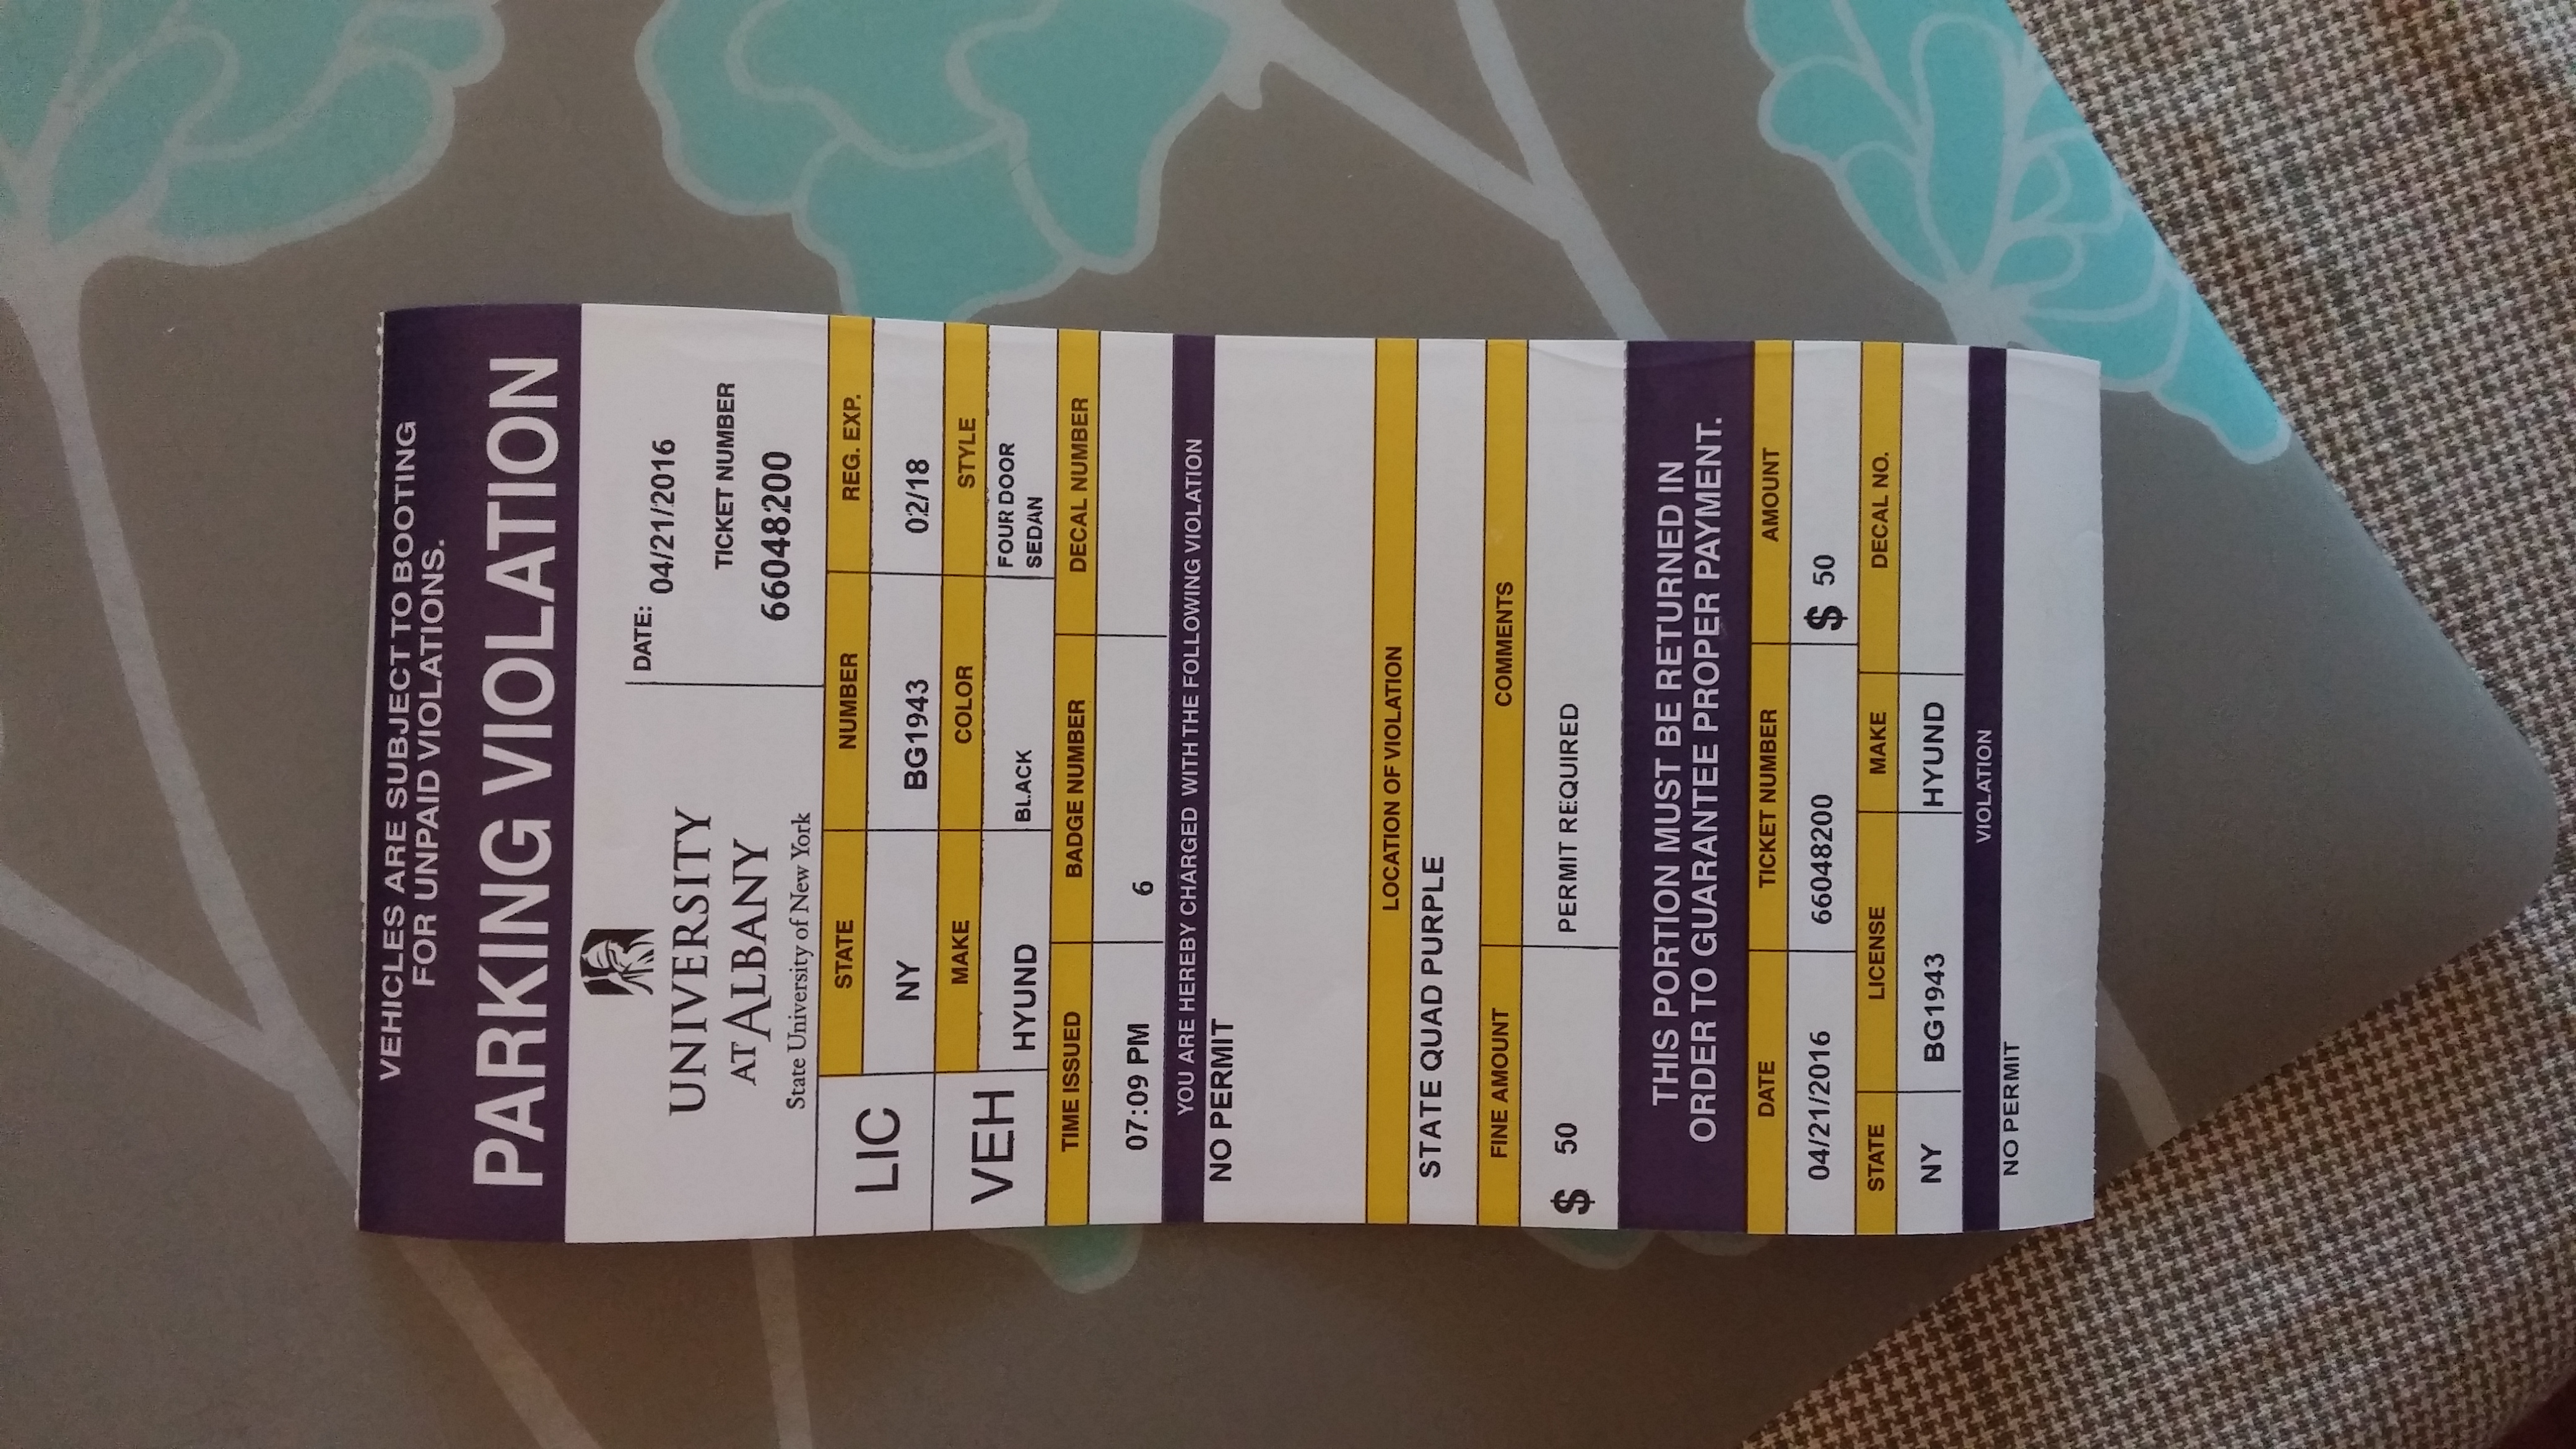 VEHICLES ARE SUBJECT TO BOOTING
FOR UNPAID VIOLATIONS.
PARKING VIOLATION
UNIVERSITY
AT ALBANY
State University of New York
DATE:
04/21/2016
TICKET NUMBER
66048200
LIC
STATE NUMBER REG. EXP.
NY BG1943 02/18
VEH
MAKE COLOR STYLE
HYUND BLACK FOUR DOOR
SEDAN
TIME ISSUED BADGE NUMBER DECAL NUMBER
07:09 PM 6
YOU ARE HEREBY CHARGED WITH THE FOLLOWING VIOLATION
NO PERMIT
LOCATION OF VIOLATION
STATE QUAD PURPLE
FINE AMOUNT COMMENTS
$ 50 PERMIT REQUIRED
THIS PORTION MUST BE RETURNED IN
ORDER TO GUARANTEE PROPER PAYMENT.
DATE TICKET NUMBER AMOUNT
04/21/2016 66048200 $ 50
STATE LICENSE MAKE DECAL NO.
NY BG1943 HYUND
VIOLATION
NO PERMIT